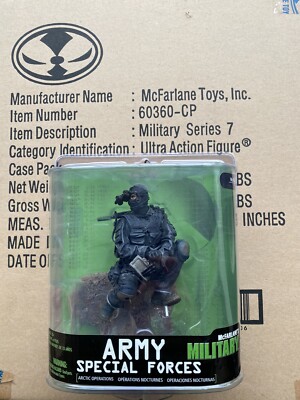 Manufacturer Name : McFarlane Toys, Inc.
Item Number : 60360-CP
Item Description : Military Series 7
Category Identification : Ultra Action Figure®
Case Pac
Net Wei BS
Gross W BS
MEAS. INCHES
MADE I
DATE O
McFARLANE'S
MILITARY
ARMY
SPECIAL FORCES
ARCTIC OPERATIONS OPERATIONS NOCTURNES OPERACIONES NOCTURNAS